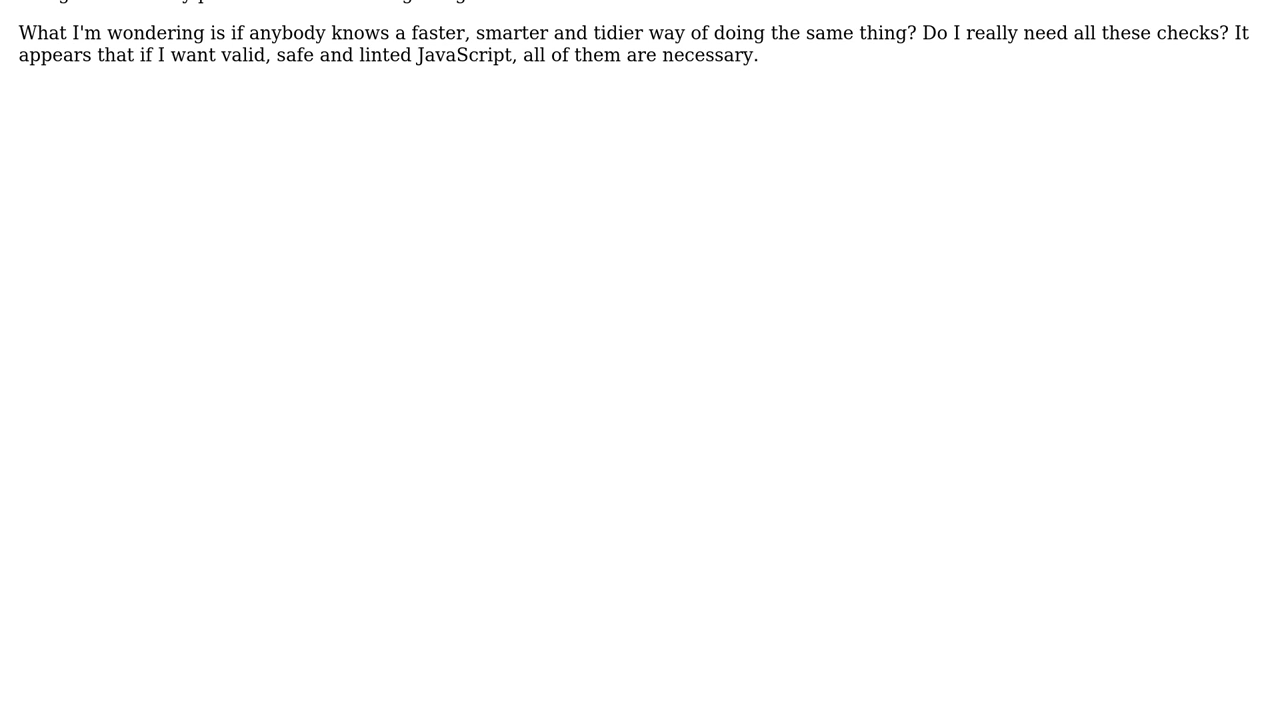 What I'm wondering is if anybody knows a faster, smarter and tidier way of doing the same thing? Do I really need all these checks? It
appears that if I want valid, safe and linted JavaScript, all of them are necessary.